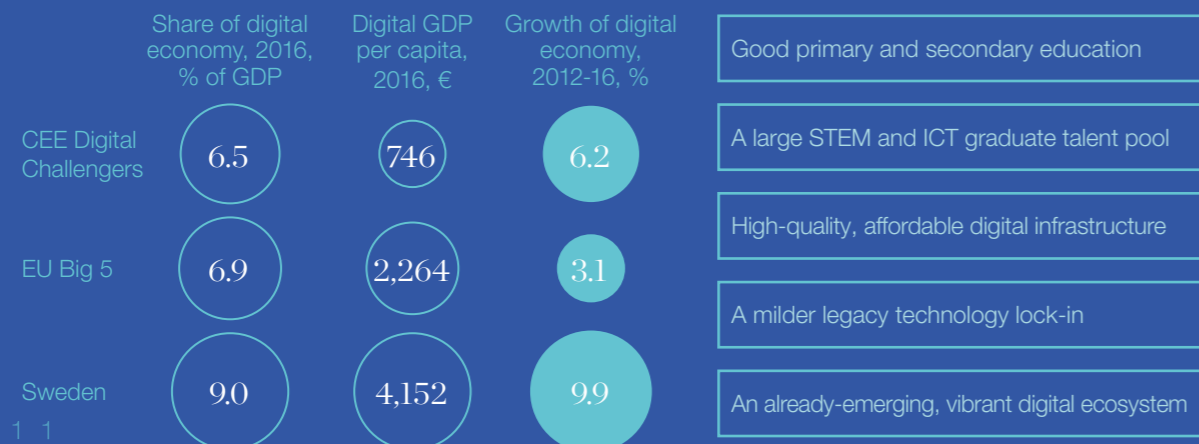 Share of digital
economy, 2016,
% of GDP
Digital GDP
per capita,
2016, €
Growth of digital
economy,
2012-16, %
CEE Digital
Challengers
6.5
746
6.2
EU Big 5
6.9
2,264
3.1
Sweden
9.0
4,152
9.9
1 1
Good primary and secondary education
A large STEM and ICT graduate talent pool
High-quality, affordable digital infrastructure
A milder legacy technology lock-in
An already-emerging, vibrant digital ecosystem